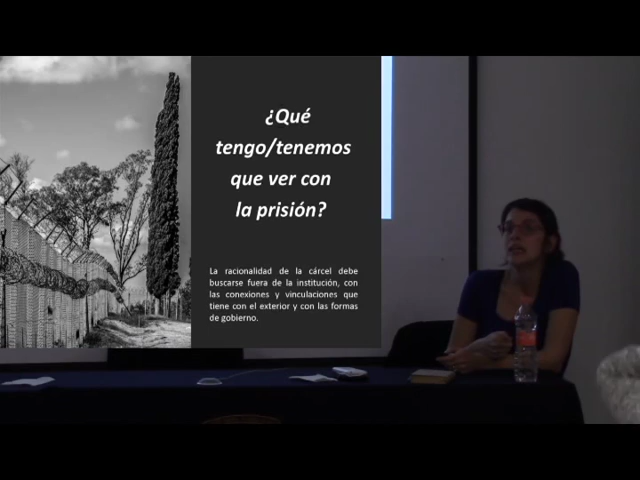 ¿Qué
tengo/tenemos
que ver con
la prisión?
La racionalidad de la cárcel debe
buscarse fuera de la institución, con
las conexiones y vinculaciones que
tiene con el exterior y con las formas
de gobierno.